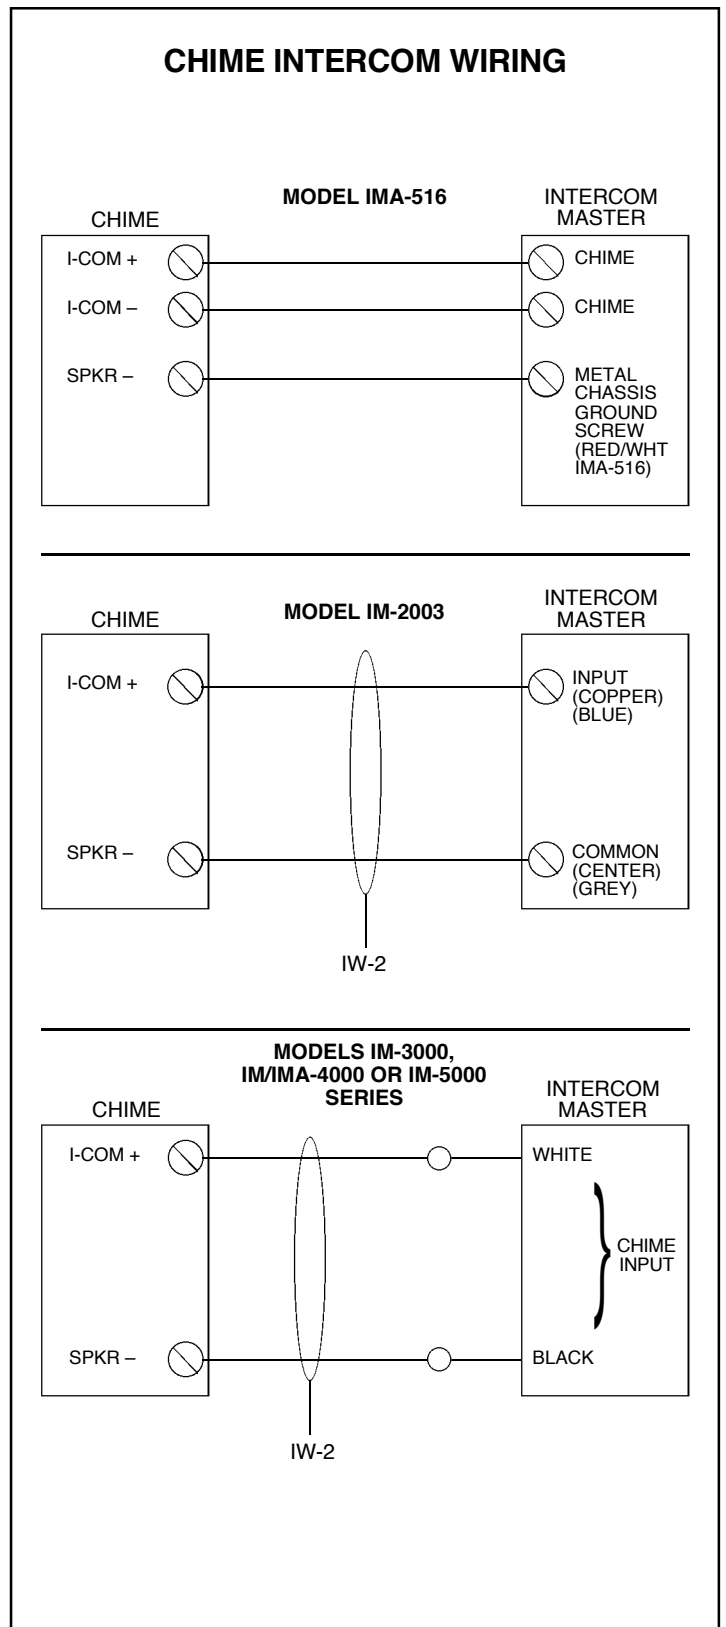 CHIME INTERCOM WIRING
MODEL IMA-516
CHIME
INTERCOM
MASTER
I-COM +
CHIME
I-COM –
CHIME
SPKR –
METAL
CHASSIS
GROUND
SCREW
(RED/WHT
IMA-516)
MODEL IM-2003
CHIME
INTERCOM
MASTER
I-COM +
INPUT
(COPPER)
(BLUE)
SPKR –
COMMON
(CENTER)
(GREY)
IW-2
MODELS IM-3000,
IM/IMA-4000 OR IM-5000
SERIES
CHIME
INTERCOM
MASTER
I-COM +
WHITE
CHIME
INPUT
SPKR –
BLACK
IW-2